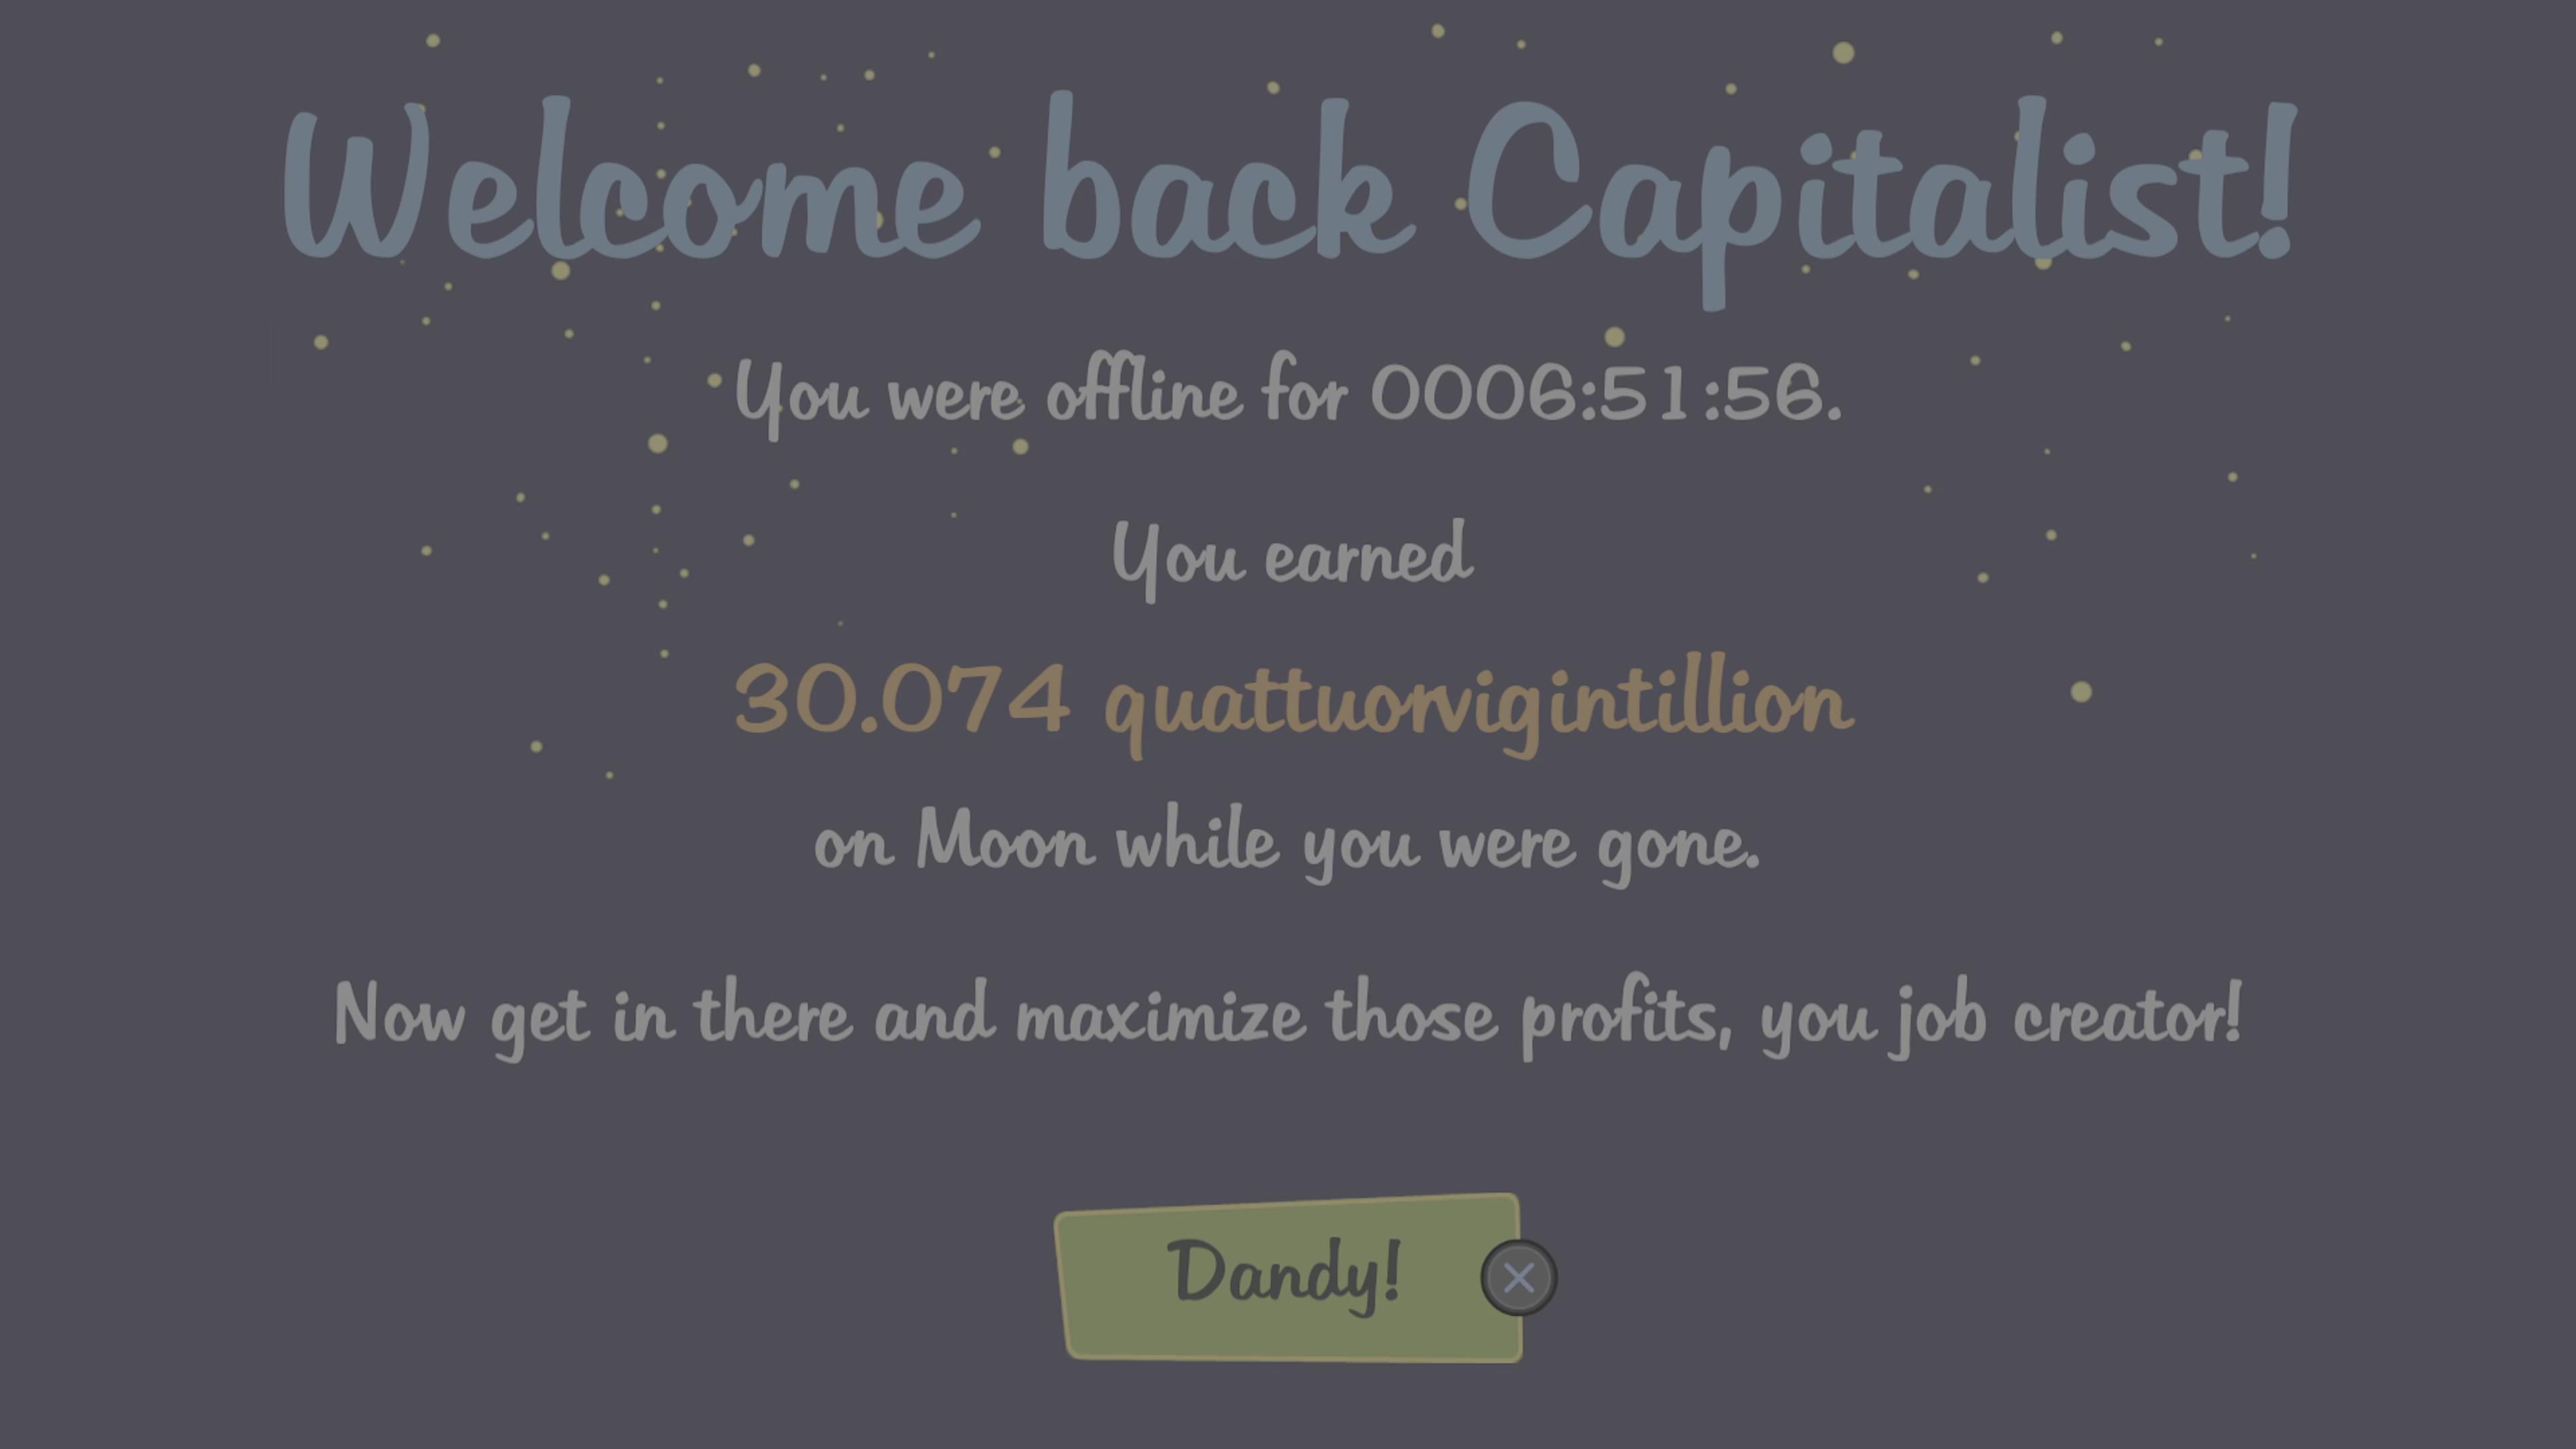 Welcome back Capitalist!
You were offline for 0006:51:56.
You earned
30.074 quattuorvigintillion
on Moon while you were gone.
Now get in there and maximize those profits, you job creator!
Dandy!